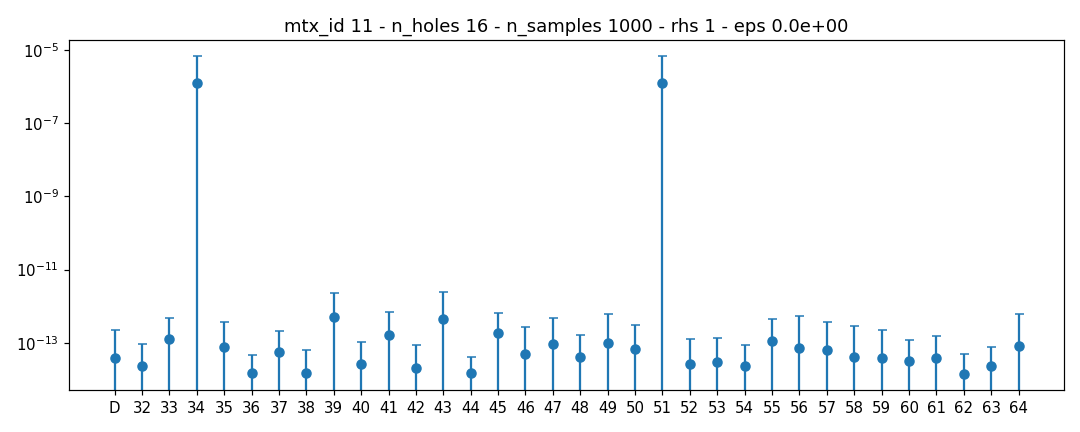 mtx_id 11 - n_holes 16 - n_samples 1000 - rhs 1 - eps 0.0e+00
10⁻⁵
10⁻⁷
10⁻⁹
10⁻¹¹
10⁻¹³
D 32 33 34 35 36 37 38 39 40 41 42 43 44 45 46 47 48 49 50 51 52 53 54 55 56 57 58 59 60 61 62 63 64